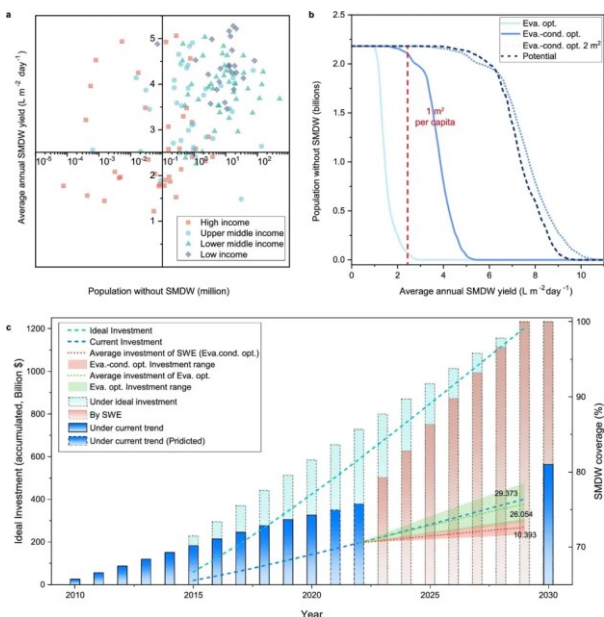 a
Average annual SMDW yield (L m⁻² day⁻¹)
5
4
3
2
1
10⁻⁵ 10⁻⁴ 10⁻³ 10⁻² 10⁻¹ 10⁰ 10¹ 10² 10³
High income
Upper middle income
Lower middle income
Low income
Population without SMDW (million)
b
Population without SMDW (billions)
2.5
2.0
1.5
1.0
0.5
0.0
Eva. opt.
Eva.-cond. opt.
Eva.-cond. opt. 2 m²
Potential
1 m²
per capita
0 2 4 6 8 10
Average annual SMDW yield (L m⁻²day⁻¹)
c
Ideal Investment (accumulated, Billion $)
1200
1000
800
600
400
200
0
Ideal Investment
Current Investment
Average investment of SWE (Eva.cond. opt.)
Eva.-cond opt. Investment range
Average investment of Eva. opt.
Eva. opt. Investment range
Under ideal investment
By SWE
Under current trend
Under current trend (Pridicted)
29.373
26.054
10.393
100
90
80
70
SMDW coverage (%)
2010 2015 2020 2025 2030
Year